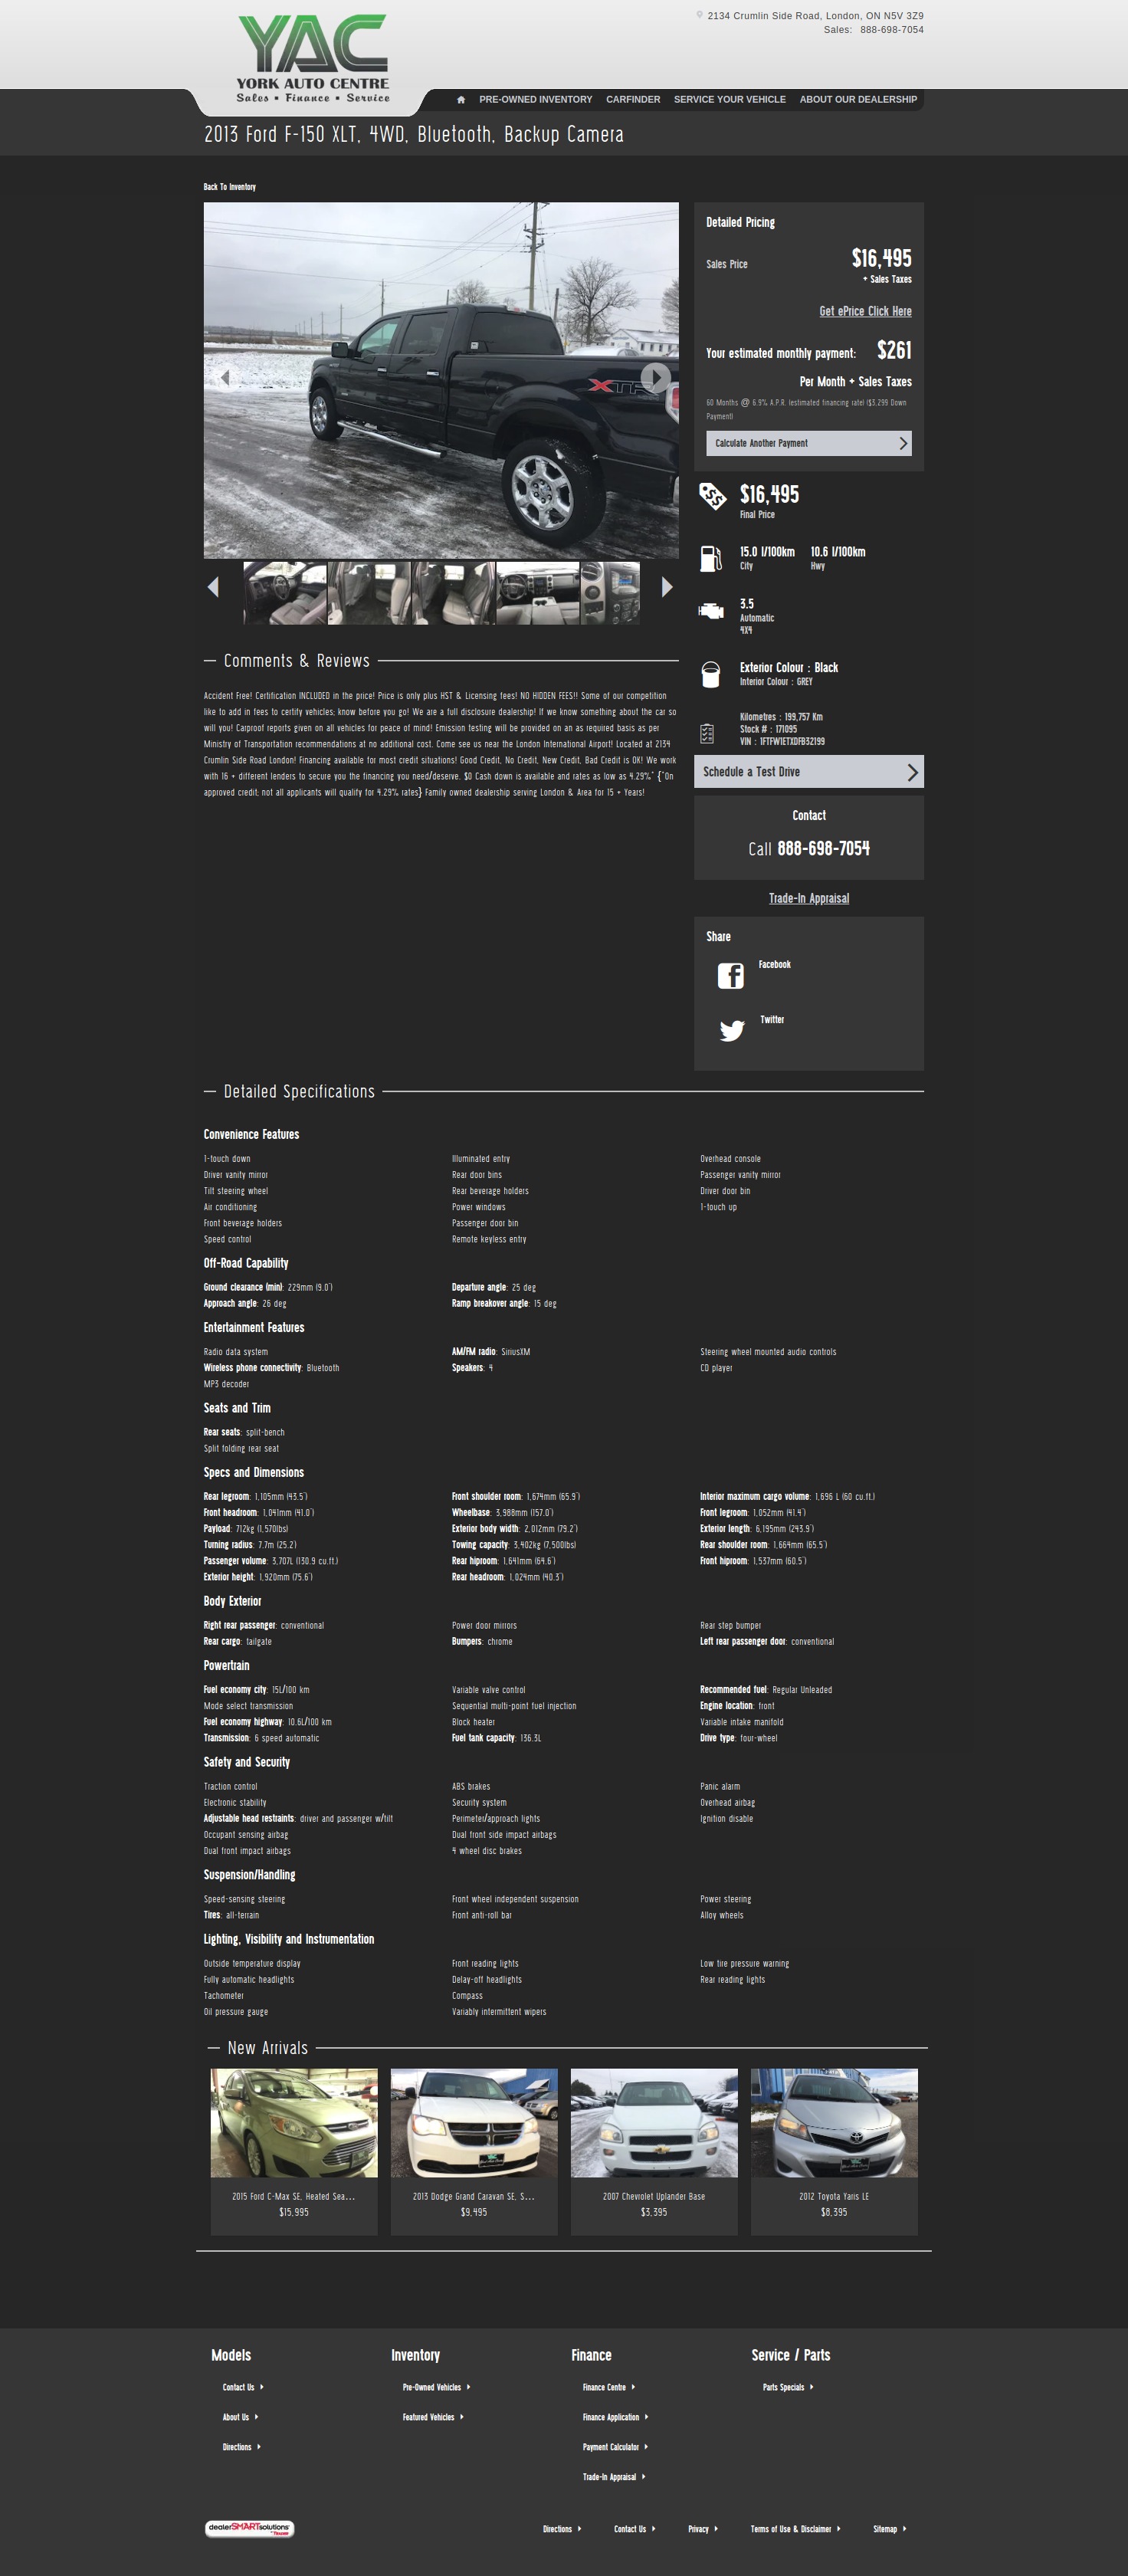 YAC
YORK AUTO CENTRE
Sales • Finance • Service
2134 Crumlin Side Road, London, ON N5V 3Z9
Sales: 888-698-7054
PRE-OWNED INVENTORY CARFINDER SERVICE YOUR VEHICLE ABOUT OUR DEALERSHIP
2013 Ford F-150 XLT, 4WD, Bluetooth, Backup Camera
Back To Inventory
XTR
Detailed Pricing
Sales Price $16,495
+ Sales Taxes
Get ePrice Click Here
Your estimated monthly payment: $261
Per Month + Sales Taxes
60 Months @ 6.9% A.P.R. (estimated financing rate) ($3,299 Down
Payment)
Calculate Another Payment
$16,495
Final Price
15.0 l/100km 10.6 l/100km
City Hwy
3.5
Automatic
4X4
Exterior Colour : Black
Interior Colour : GREY
Kilometres : 199,757 Km
Stock # : 171095
VIN : 1FTFW1ETXDFB32199
Schedule a Test Drive
Contact
Call 888-698-7054
Trade-In Appraisal
Share
Facebook
Twitter
Comments & Reviews
Accident Free! Certification INCLUDED in the price! Price is only plus HST & Licensing fees! NO HIDDEN FEES!! Some of our competition
like to add in fees to certify vehicles; know before you go! We are a full disclosure dealership! If we know something about the car so
will you! Carproof reports given on all vehicles for peace of mind! Emission testing will be provided on an as required basis as per
Ministry of Transportation recommendations at no additional cost. Come see us near the London International Airport! Located at 2134
Crumlin Side Road London! Financing available for most credit situations! Good Credit, No Credit, New Credit, Bad Credit is OK! We work
with 16 + different lenders to secure you the financing you need/deserve. $0 Cash down is available and rates as low as 4.29%* {*On
approved credit; not all applicants will qualify for 4.29% rates} Family owned dealership serving London & Area for 15 + Years!
Detailed Specifications
Convenience Features
1-touch down Illuminated entry Overhead console
Driver vanity mirror Rear door bins Passenger vanity mirror
Tilt steering wheel Rear beverage holders Driver door bin
Air conditioning Power windows 1-touch up
Front beverage holders Passenger door bin
Speed control Remote keyless entry
Off-Road Capability
Ground clearance (min): 229mm (9.0") Departure angle: 25 deg
Approach angle: 26 deg Ramp breakover angle: 15 deg
Entertainment Features
Radio data system AM/FM radio: SiriusXM Steering wheel mounted audio controls
Wireless phone connectivity: Bluetooth Speakers: 4 CD player
MP3 decoder
Seats and Trim
Rear seats: split-bench
Split folding rear seat
Specs and Dimensions
Rear legroom: 1,105mm (43.5") Front shoulder room: 1,674mm (65.9") Interior maximum cargo volume: 1,696 L (60 cu.ft.)
Front headroom: 1,041mm (41.0") Wheelbase: 3,988mm (157.0") Front legroom: 1,052mm (41.4")
Payload: 712kg (1,570lbs) Exterior body width: 2,012mm (79.2") Exterior length: 6,195mm (243.9")
Turning radius: 7.7m (25.2') Towing capacity: 3,402kg (7,500lbs) Rear shoulder room: 1,664mm (65.5")
Passenger volume: 3,707L (130.9 cu.ft.) Rear hiproom: 1,641mm (64.6") Front hiproom: 1,537mm (60.5")
Exterior height: 1,920mm (75.6") Rear headroom: 1,024mm (40.3")
Body Exterior
Right rear passenger: conventional Power door mirrors Rear step bumper
Rear cargo: tailgate Bumpers: chrome Left rear passenger door: conventional
Powertrain
Fuel economy city: 15L/100 km Variable valve control Recommended fuel: Regular Unleaded
Mode select transmission Sequential multi-point fuel injection Engine location: front
Fuel economy highway: 10.6L/100 km Block heater Variable intake manifold
Transmission: 6 speed automatic Fuel tank capacity: 136.3L Drive type: four-wheel
Safety and Security
Traction control ABS brakes Panic alarm
Electronic stability Security system Overhead airbag
Adjustable head restraints: driver and passenger w/tilt Perimeter/approach lights Ignition disable
Occupant sensing airbag Dual front side impact airbags
Dual front impact airbags 4 wheel disc brakes
Suspension/Handling
Speed-sensing steering Front wheel independent suspension Power steering
Tires: all-terrain Front anti-roll bar Alloy wheels
Lighting, Visibility and Instrumentation
Outside temperature display Front reading lights Low tire pressure warning
Fully automatic headlights Delay-off headlights Rear reading lights
Tachometer Compass
Oil pressure gauge Variably intermittent wipers
New Arrivals
2015 Ford C-Max SE, Heated Sea... 2013 Dodge Grand Caravan SE, S... 2007 Chevrolet Uplander Base 2012 Toyota Yaris LE
$15,995 $9,495 $3,395 $8,395
Models Inventory Finance Service / Parts
Contact Us Pre-Owned Vehicles Finance Centre Parts Specials
About Us Featured Vehicles Finance Application
Directions Payment Calculator
Trade-In Appraisal
dealerSMARTsolutions
Directions Contact Us Privacy Terms of Use & Disclaimer Sitemap